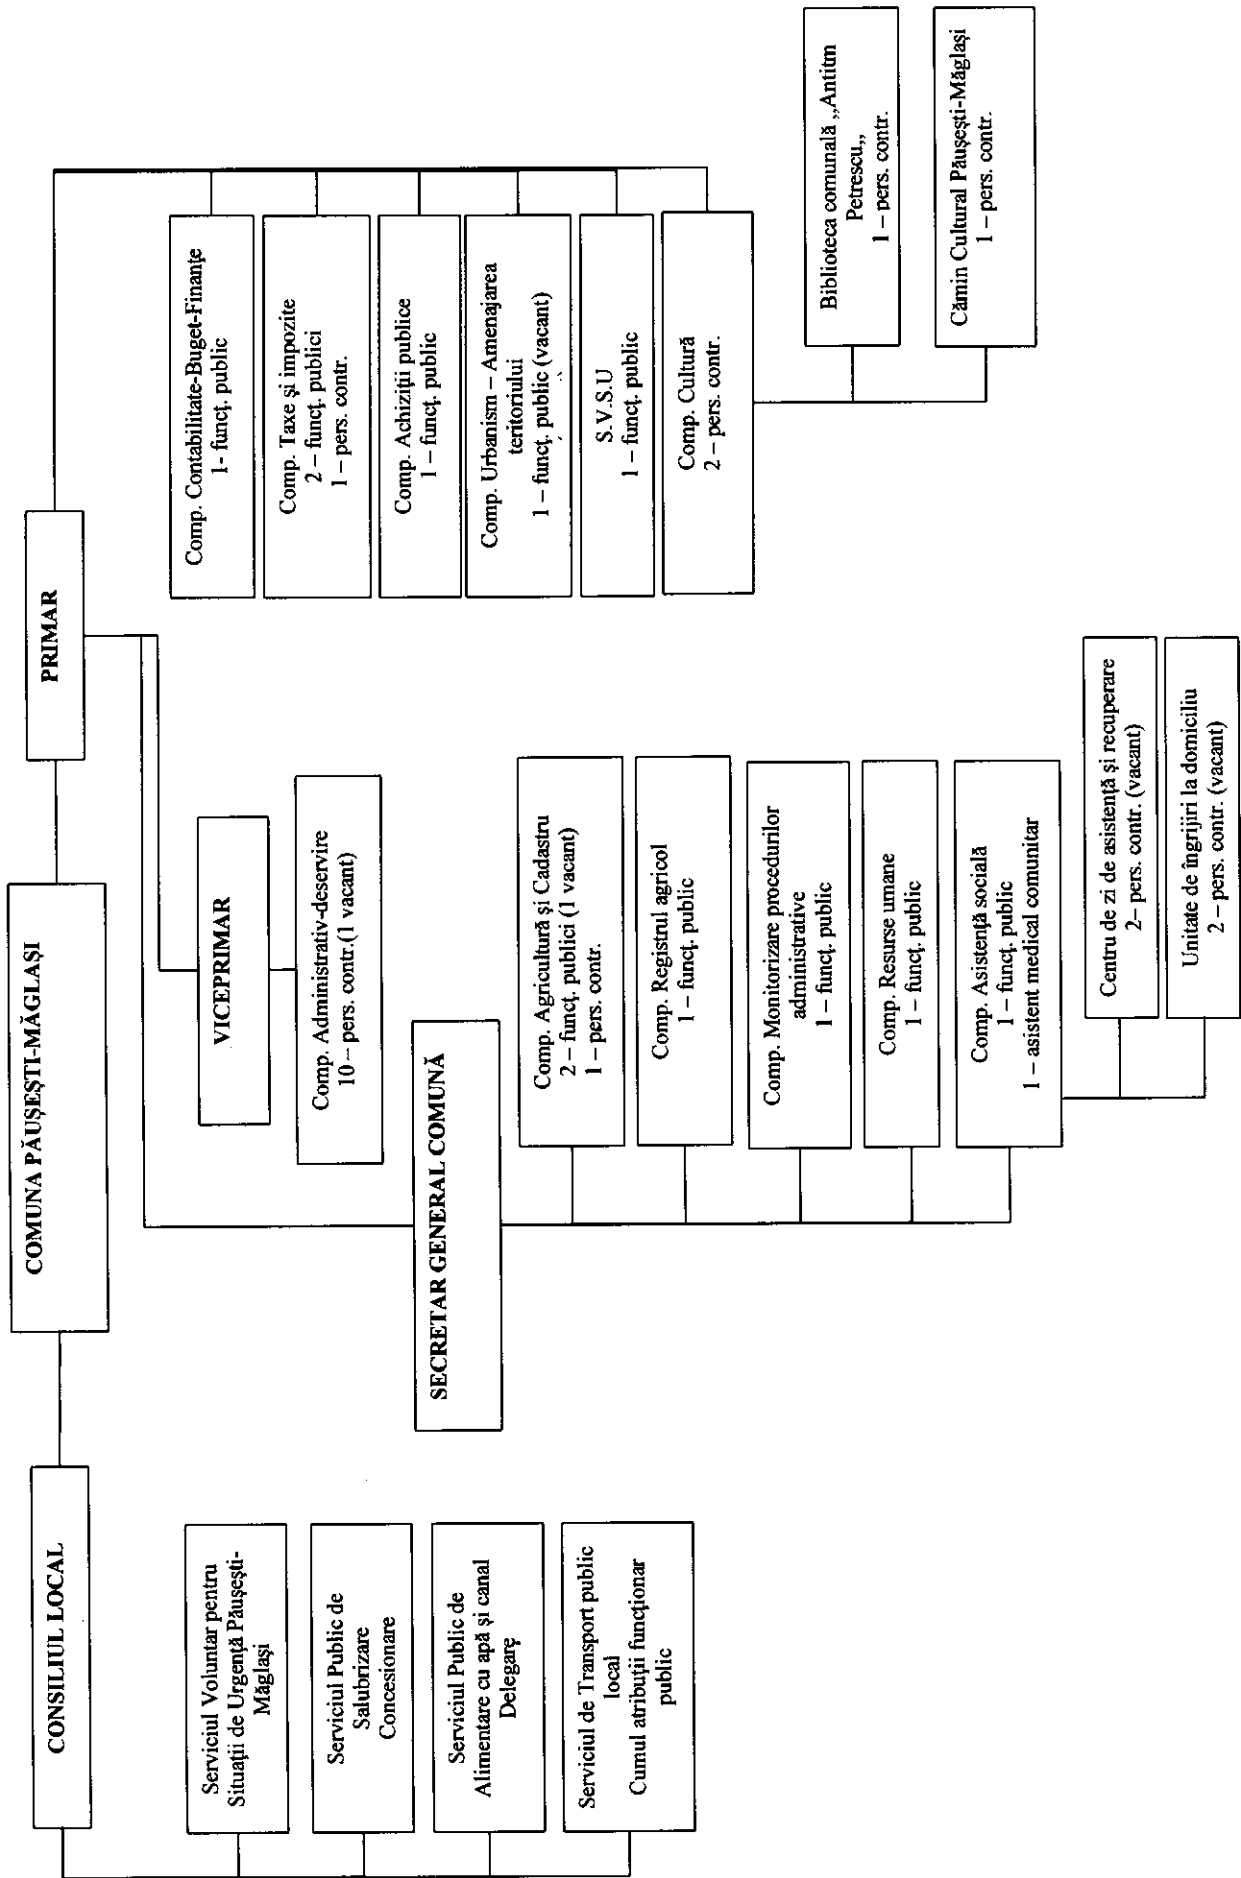 COMUNA PĂUȘEȘTI-MĂGLAȘI
CONSILIUL LOCAL
PRIMAR
Serviciul Voluntar pentru
Situații de Urgență Păușești-
Măglași
Serviciul Public de
Salubrizare
Concesionare
Serviciul Public de
Alimentare cu apă și canal
Delegare
Serviciul de Transport public
local
Cumul atribuții funcționar
public
VICEPRIMAR
Comp. Administrativ-deservire
10 – pers. contr.(1 vacant)
SECRETAR GENERAL COMUNĂ
Comp. Agricultură și Cadastru
2 – funcț. publici (1 vacant)
1 – pers. contr.
Comp. Registrul agricol
1 – funcț. public
Comp. Monitorizare procedurilor
administrative
1 – funcț. public
Comp. Resurse umane
1 – funcț. public
Comp. Asistență socială
1 – funcț. public
1 – asistent medical comunitar
Centru de zi de asistență și recuperare
2– pers. contr. (vacant)
Unitate de îngrijiri la domiciliu
2 – pers. contr. (vacant)
Comp. Contabilitate-Buget-Finanțe
1- funcț. public
Comp. Taxe și impozite
2 – funcț. publici
1 – pers. contr.
Comp. Achiziții publice
1 – funcț. public
Comp. Urbanism – Amenajarea
teritoriului
1 – funcț. public (vacant)
S.V.S.U
1 – funcț. public
Comp. Cultură
2 – pers. contr.
Biblioteca comunală ,,Antitm
Petrescu,,
1 – pers. contr.
Cămin Cultural Păușești-Măglași
1 – pers. contr.